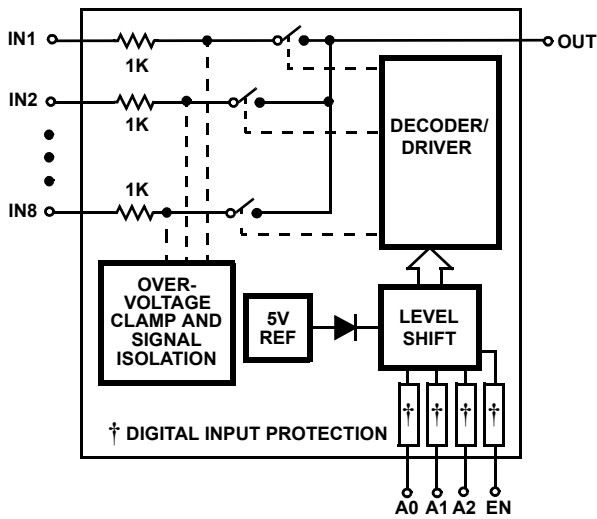 IN1
1K
OUT
IN2
1K
DECODER/
DRIVER
1K
IN8
OVER-
VOLTAGE
CLAMP AND
SIGNAL
ISOLATION
5V
REF
LEVEL
SHIFT
† † † †
† DIGITAL INPUT PROTECTION
A0 A1 A2 EN